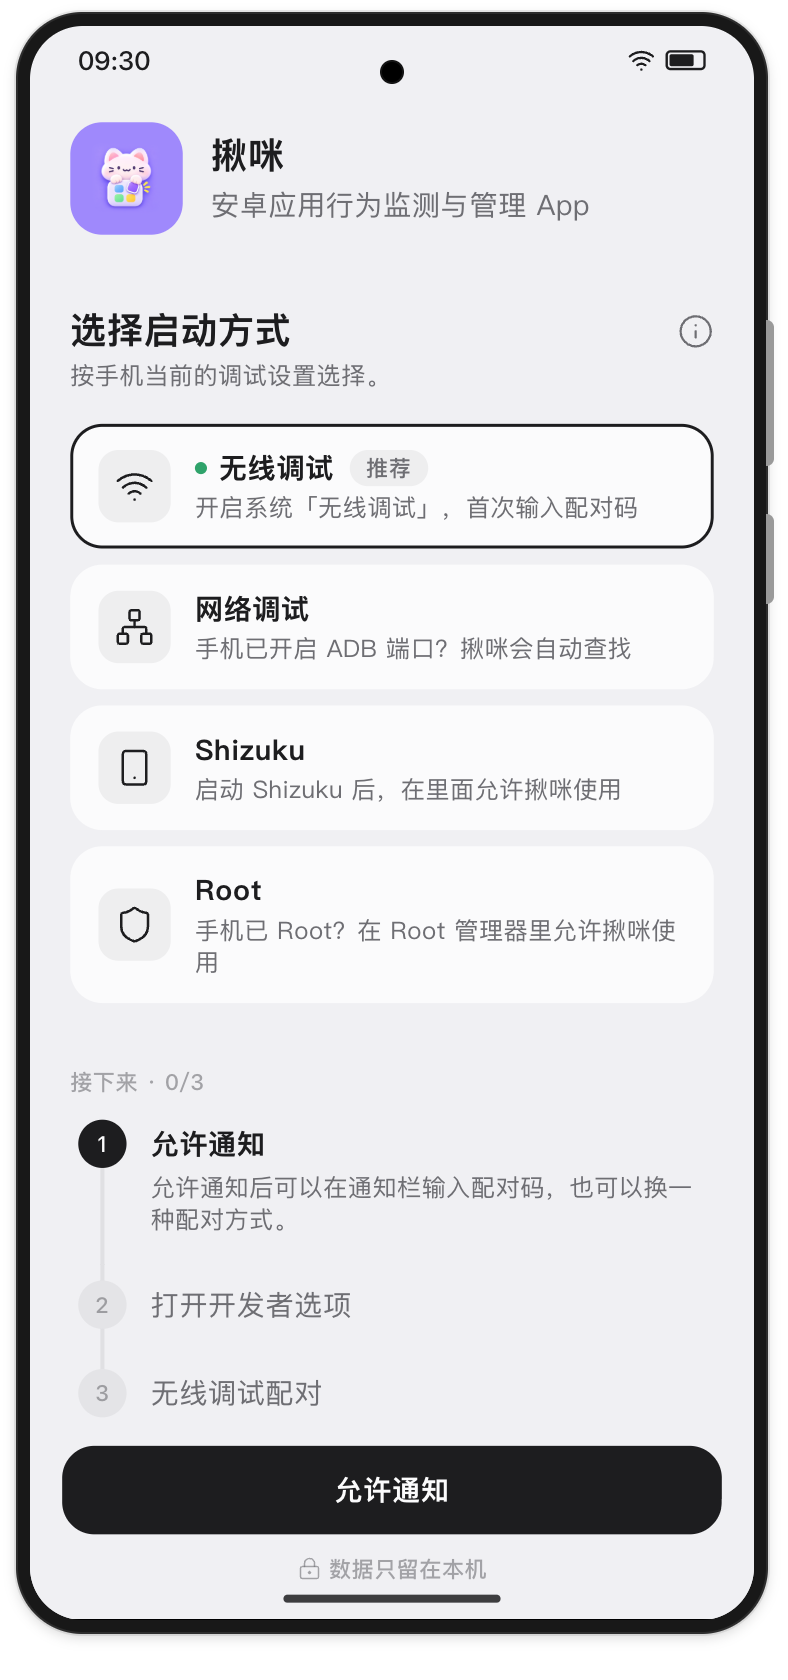 09:30
揪咪
安卓应用行为监测与管理 App
选择启动方式
按手机当前的调试设置选择。
无线调试 推荐
开启系统「无线调试」，首次输入配对码
网络调试
手机已开启 ADB 端口？揪咪会自动查找
Shizuku
启动 Shizuku 后，在里面允许揪咪使用
Root
手机已 Root？在 Root 管理器里允许揪咪使
用
接下来 · 0/3
1 允许通知
允许通知后可以在通知栏输入配对码，也可以换一
种配对方式。
2 打开开发者选项
3 无线调试配对
允许通知
数据只留在本机